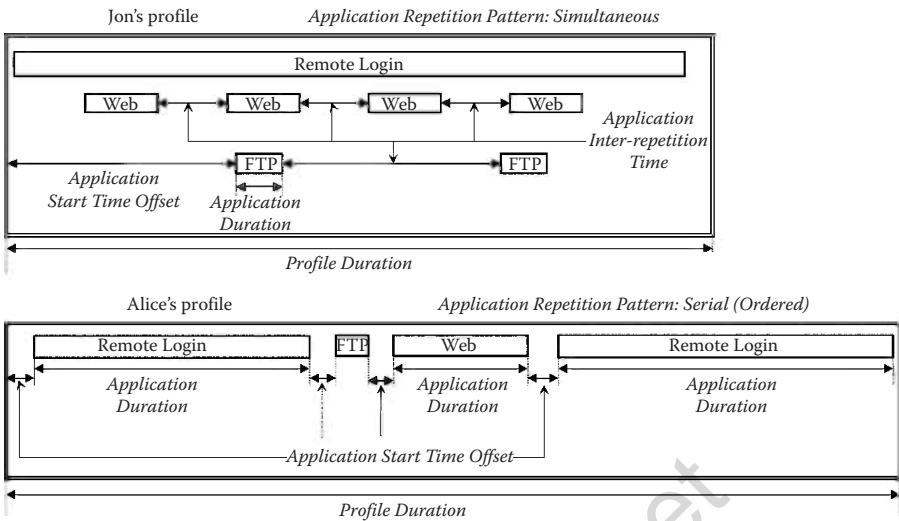 Jon's profile
Application Repetition Pattern: Simultaneous
Remote Login
Web Web Web Web
Application
Inter-repetition
Time
FTP FTP
Application
Start Time Offset
Application
Duration
Profile Duration
Alice's profile
Application Repetition Pattern: Serial (Ordered)
Remote Login FTP Web Remote Login
Application
Duration
Application
Duration
Application
Duration
Application Start Time Offset
Profile Duration
et